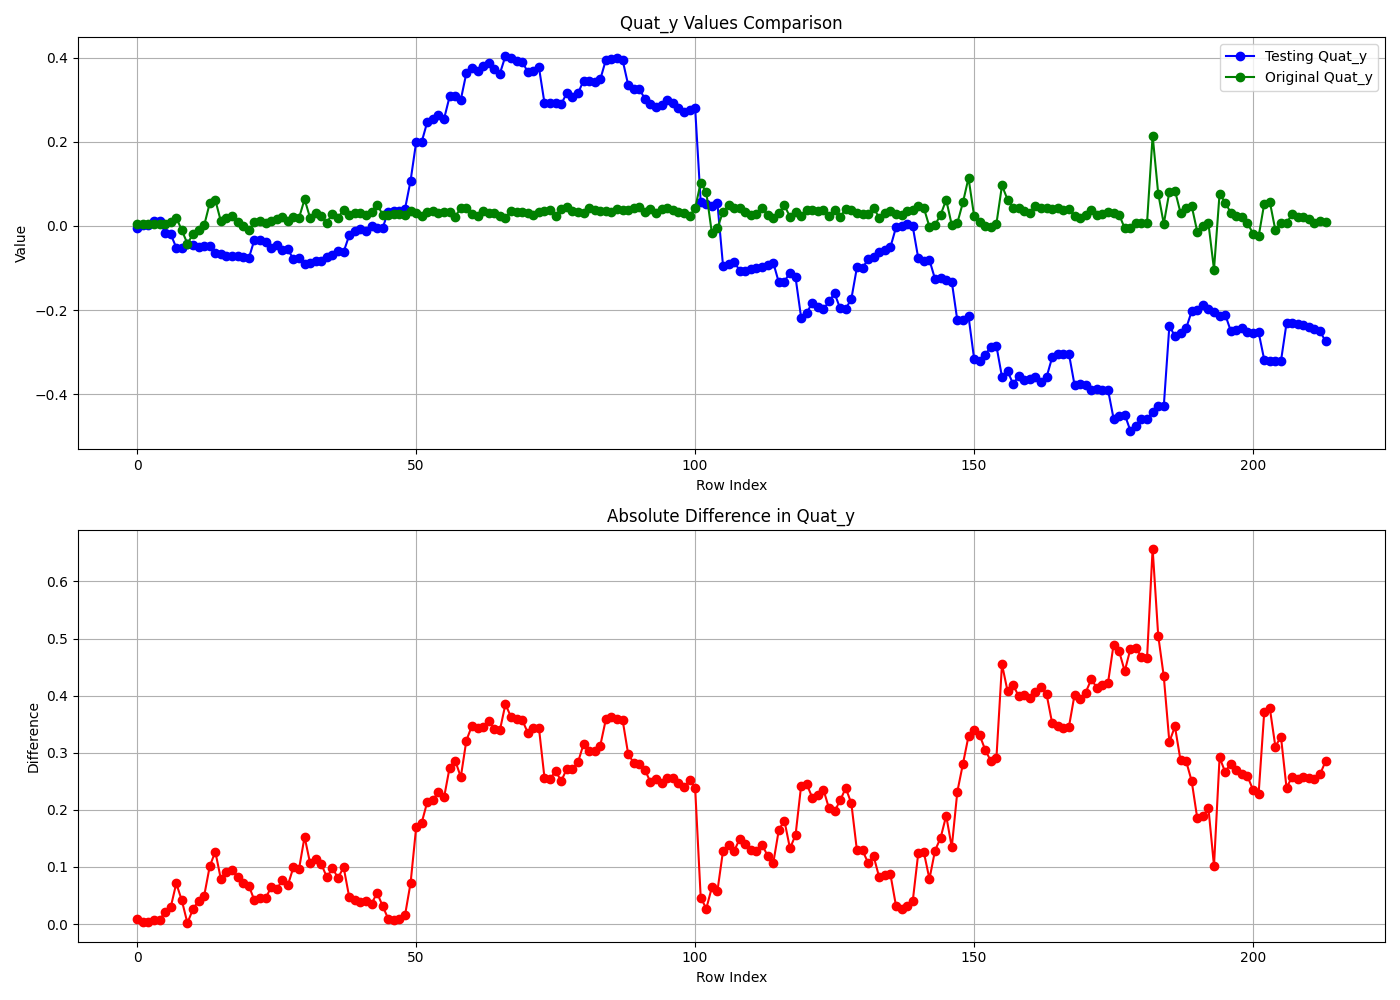 Quat_y Values Comparison
Testing Quat_y
Original Quat_y
Value
0.4
0.2
0.0
−0.2
−0.4
0 50 100 150 200
Row Index
Absolute Difference in Quat_y
Difference
0.6
0.5
0.4
0.3
0.2
0.1
0.0
0 50 100 150 200
Row Index